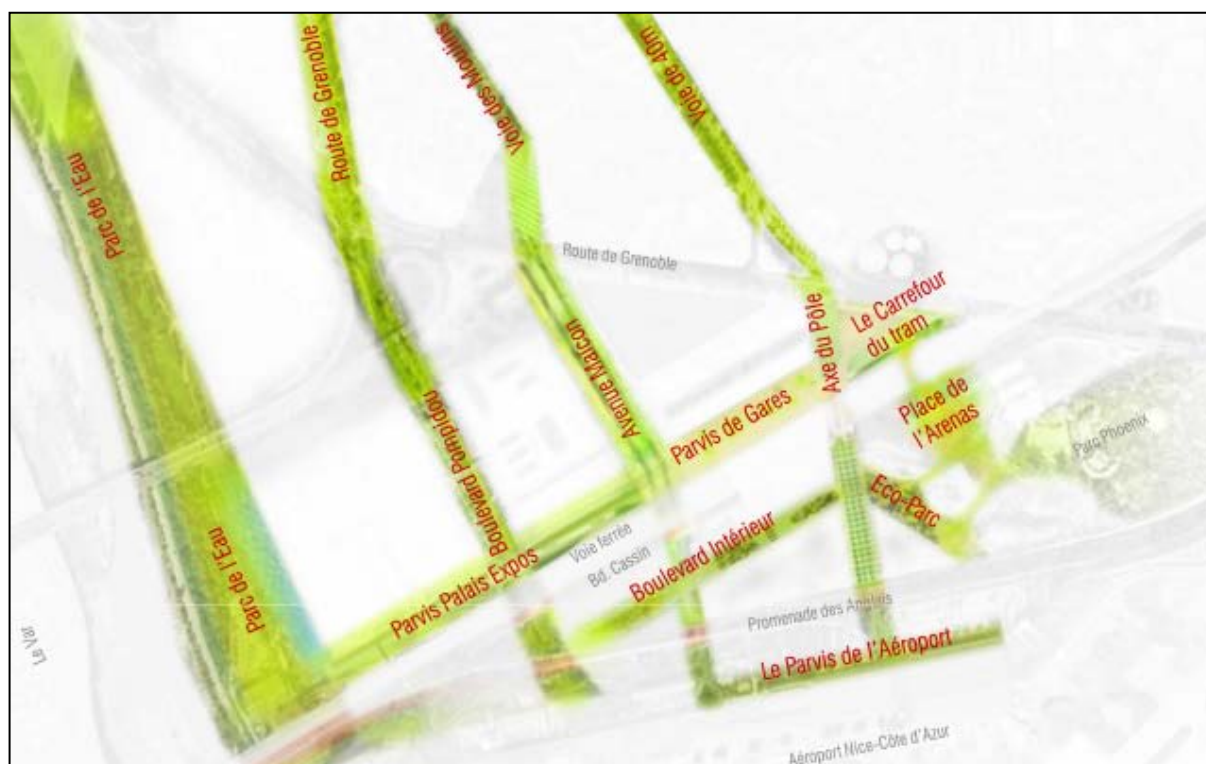 Route de Grenoble
Voie des Moulins
Voie de 40m
Parc de l'Eau
Route de Grenoble
Le Carrefour
du tram
Axe du Pôle
Avenue Maïcon
Parvis de Gares
Place de
l'Arenas
Parc Phoenix
Boulevard Ponpidou
Eco-Parc
Voie ferrée
Bd. Cassin
Boulevard Intérieur
Parc de l'Eau
Parvis Palais Expos
Promenade des Anglais
Le Var
Le Parvis de l'Aéroport
Aéroport Nice-Côte d'Azur